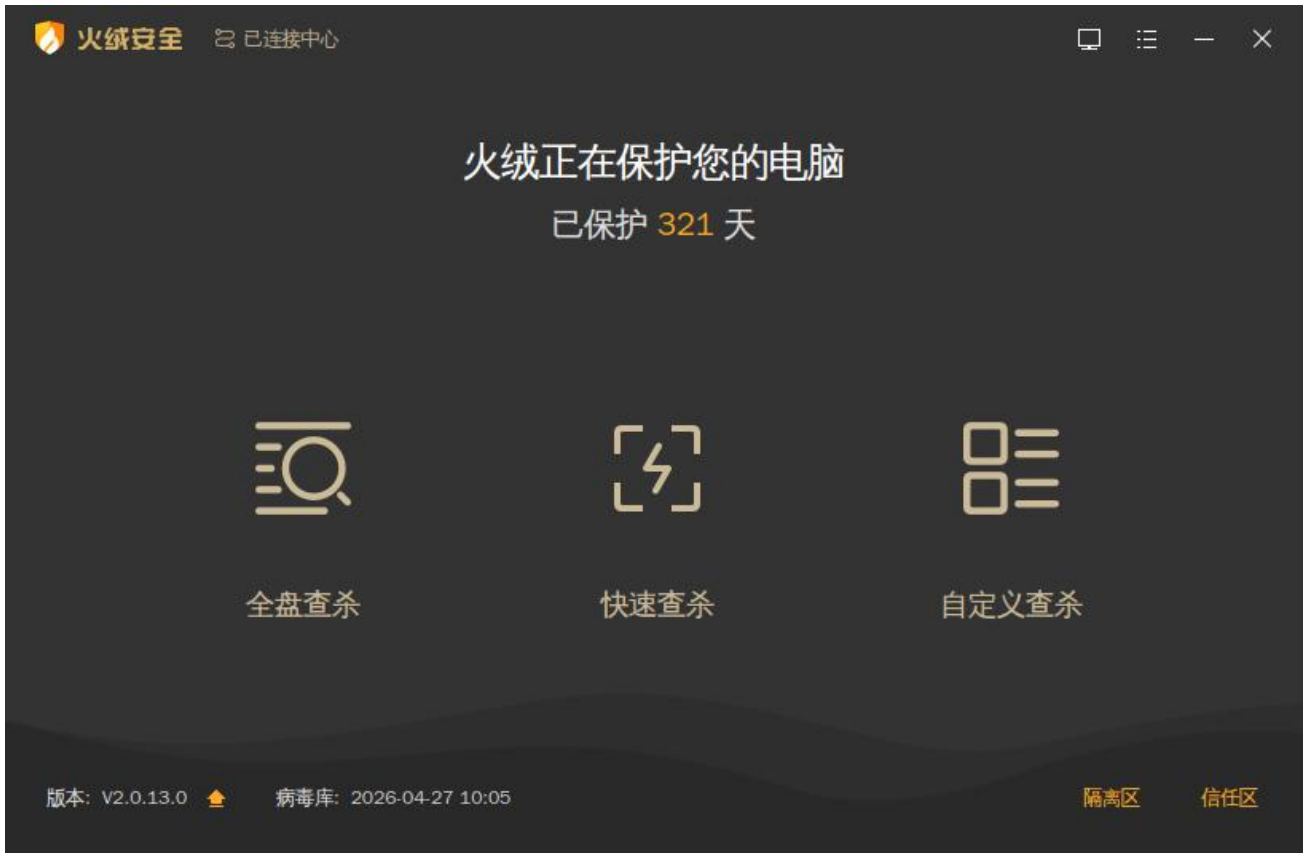 火绒安全 已连接中心
火绒正在保护您的电脑
已保护 321 天
全盘查杀 快速查杀 自定义查杀
版本: V2.0.13.0 病毒库: 2026-04-27 10:05 隔离区 信任区